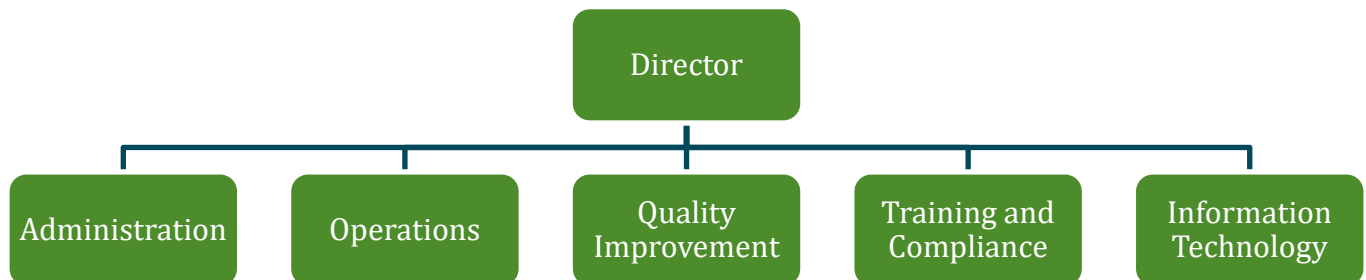 Director
Administration
Operations
Quality
Improvement
Training and
Compliance
Information
Technology